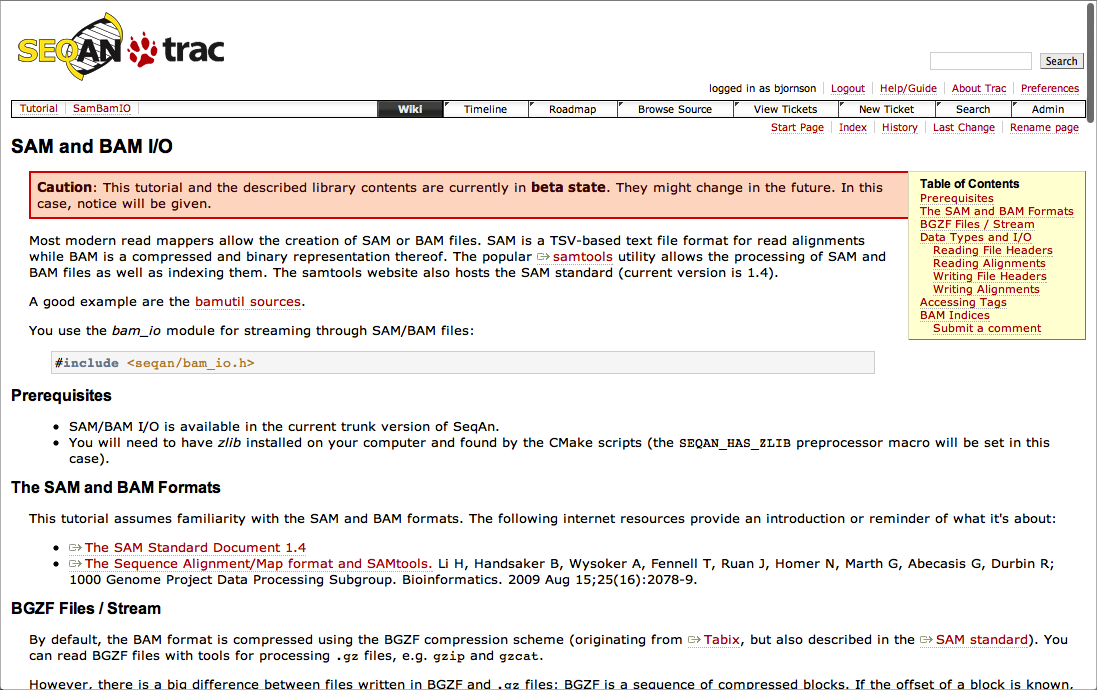 SEQAN trac
Search
logged in as bjornson Logout Help/Guide About Trac Preferences
Tutorial SamBamIO Wiki Timeline Roadmap Browse Source View Tickets New Ticket Search Admin
Start Page Index History Last Change Rename page
SAM and BAM I/O
Caution: This tutorial and the described library contents are currently in beta state. They might change in the future. In this
case, notice will be given.
Table of Contents
Prerequisites
The SAM and BAM Formats
BGZF Files / Stream
Data Types and I/O
Reading File Headers
Reading Alignments
Writing File Headers
Writing Alignments
Accessing Tags
BAM Indices
Submit a comment
Most modern read mappers allow the creation of SAM or BAM files. SAM is a TSV-based text file format for read alignments
while BAM is a compressed and binary representation thereof. The popular samtools utility allows the processing of SAM and
BAM files as well as indexing them. The samtools website also hosts the SAM standard (current version is 1.4).
A good example are the bamutil sources.
You use the bam_io module for streaming through SAM/BAM files:
#include <seqan/bam_io.h>
Prerequisites
• SAM/BAM I/O is available in the current trunk version of SeqAn.
• You will need to have zlib installed on your computer and found by the CMake scripts (the SEQAN_HAS_ZLIB preprocessor macro will be set in this
case).
The SAM and BAM Formats
This tutorial assumes familiarity with the SAM and BAM formats. The following internet resources provide an introduction or reminder of what it's about:
• The SAM Standard Document 1.4
• The Sequence Alignment/Map format and SAMtools. Li H, Handsaker B, Wysoker A, Fennell T, Ruan J, Homer N, Marth G, Abecasis G, Durbin R;
1000 Genome Project Data Processing Subgroup. Bioinformatics. 2009 Aug 15;25(16):2078-9.
BGZF Files / Stream
By default, the BAM format is compressed using the BGZF compression scheme (originating from Tabix, but also described in the SAM standard). You
can read BGZF files with tools for processing .gz files, e.g. gzip and gzcat.
However, there is a big difference between files written in BGZF and .gz files: BGZF is a sequence of compressed blocks. If the offset of a block is known,